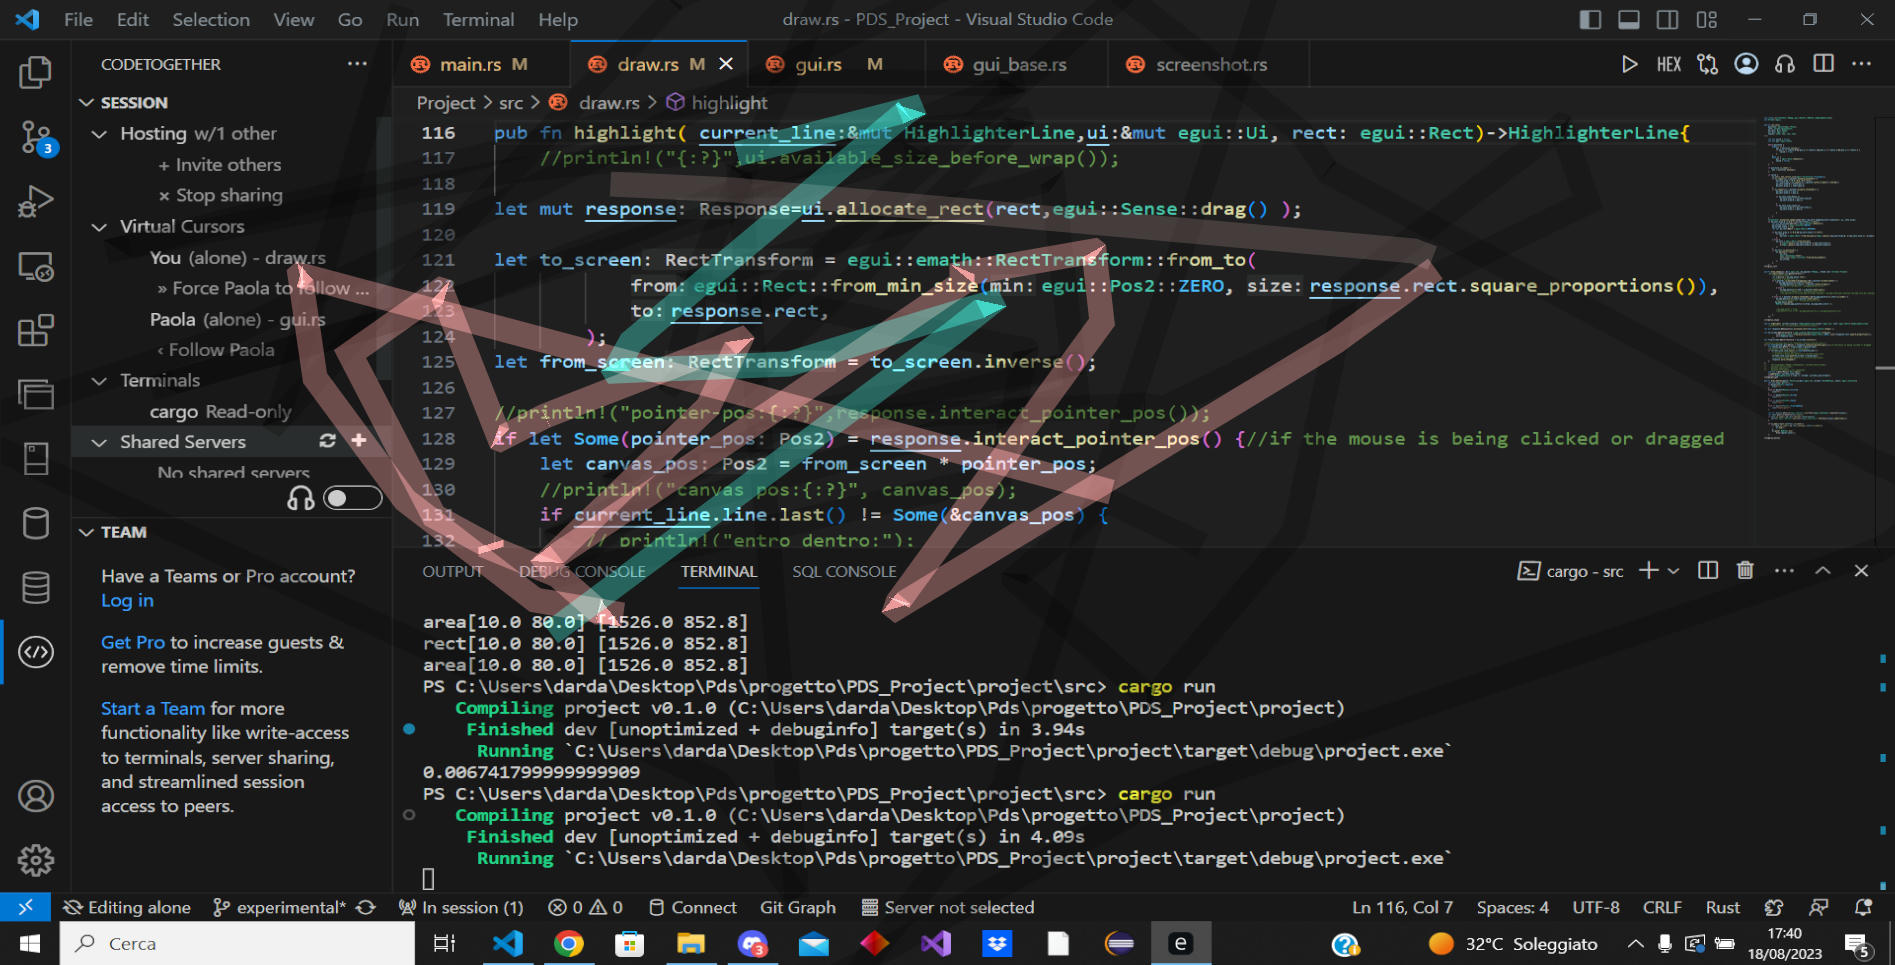 File Edit Selection View Go Run Terminal Help
draw.rs - PDS_Project - Visual Studio Code
CODETOGETHER
SESSION
Hosting w/1 other
+ Invite others
× Stop sharing
Virtual Cursors
You (alone) - draw.rs
» Force Paola to follow ...
Paola (alone) - gui.rs
‹ Follow Paola
Terminals
cargo Read-only
Shared Servers
No shared servers
TEAM
Have a Teams or Pro account?
Log in
Get Pro to increase guests &
remove time limits.
Start a Team for more
functionality like write-access
to terminals, server sharing,
and streamlined session
access to peers.
3
main.rs M draw.rs M gui.rs M gui_base.rs screenshot.rs
HEX
Project > src > draw.rs > highlight
116 pub fn highlight( current_line:&mut HighlighterLine,ui:&mut egui::Ui, rect: egui::Rect)->HighlighterLine{
117 //println!("{:?}",ui.available_size_before_wrap());
118
119 let mut response: Response=ui.allocate_rect(rect,egui::Sense::drag() );
120
121 let to_screen: RectTransform = egui::emath::RectTransform::from_to(
122 from: egui::Rect::from_min_size(min: egui::Pos2::ZERO, size: response.rect.square_proportions()),
123 to: response.rect,
124 );
125 let from_screen: RectTransform = to_screen.inverse();
126
127 //println!("pointer-pos:{:?}",response.interact_pointer_pos());
128 if let Some(pointer_pos: Pos2) = response.interact_pointer_pos() {//if the mouse is being clicked or dragged
129 let canvas_pos: Pos2 = from_screen * pointer_pos;
130 //println!("canvas pos:{:?}", canvas_pos);
131 if current_line.line.last() != Some(&canvas_pos) {
132 // println!("entro dentro:");
OUTPUT DEBUG CONSOLE TERMINAL SQL CONSOLE
cargo - src
area[10.0 80.0] [1526.0 852.8]
rect[10.0 80.0] [1526.0 852.8]
area[10.0 80.0] [1526.0 852.8]
PS C:\Users\darda\Desktop\Pds\progetto\PDS_Project\project\src> cargo run
Compiling project v0.1.0 (C:\Users\darda\Desktop\Pds\progetto\PDS_Project\project)
Finished dev [unoptimized + debuginfo] target(s) in 3.94s
Running `C:\Users\darda\Desktop\Pds\progetto\PDS_Project\project\target\debug\project.exe`
0.006741799999999909
PS C:\Users\darda\Desktop\Pds\progetto\PDS_Project\project\src> cargo run
Compiling project v0.1.0 (C:\Users\darda\Desktop\Pds\progetto\PDS_Project\project)
Finished dev [unoptimized + debuginfo] target(s) in 4.09s
Running `C:\Users\darda\Desktop\Pds\progetto\PDS_Project\project\target\debug\project.exe`
Editing alone experimental* In session (1) 0 0 Connect Git Graph Server not selected
Ln 116, Col 7 Spaces: 4 UTF-8 CRLF Rust
Cerca
3
e
32°C Soleggiato
17:40
18/08/2023
5